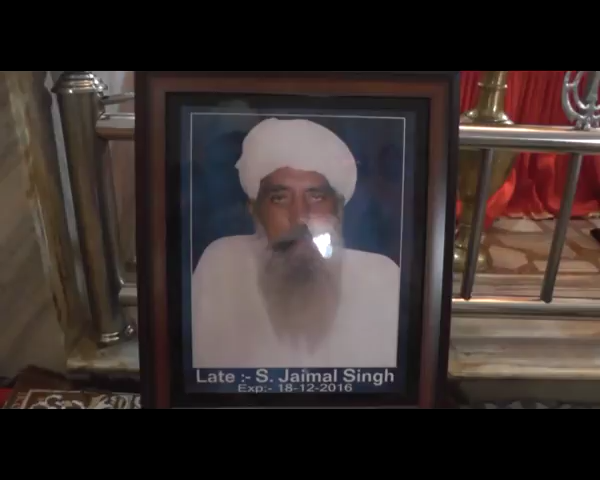 Late :- S. Jaimal Singh
Exp:- 18-12-2016